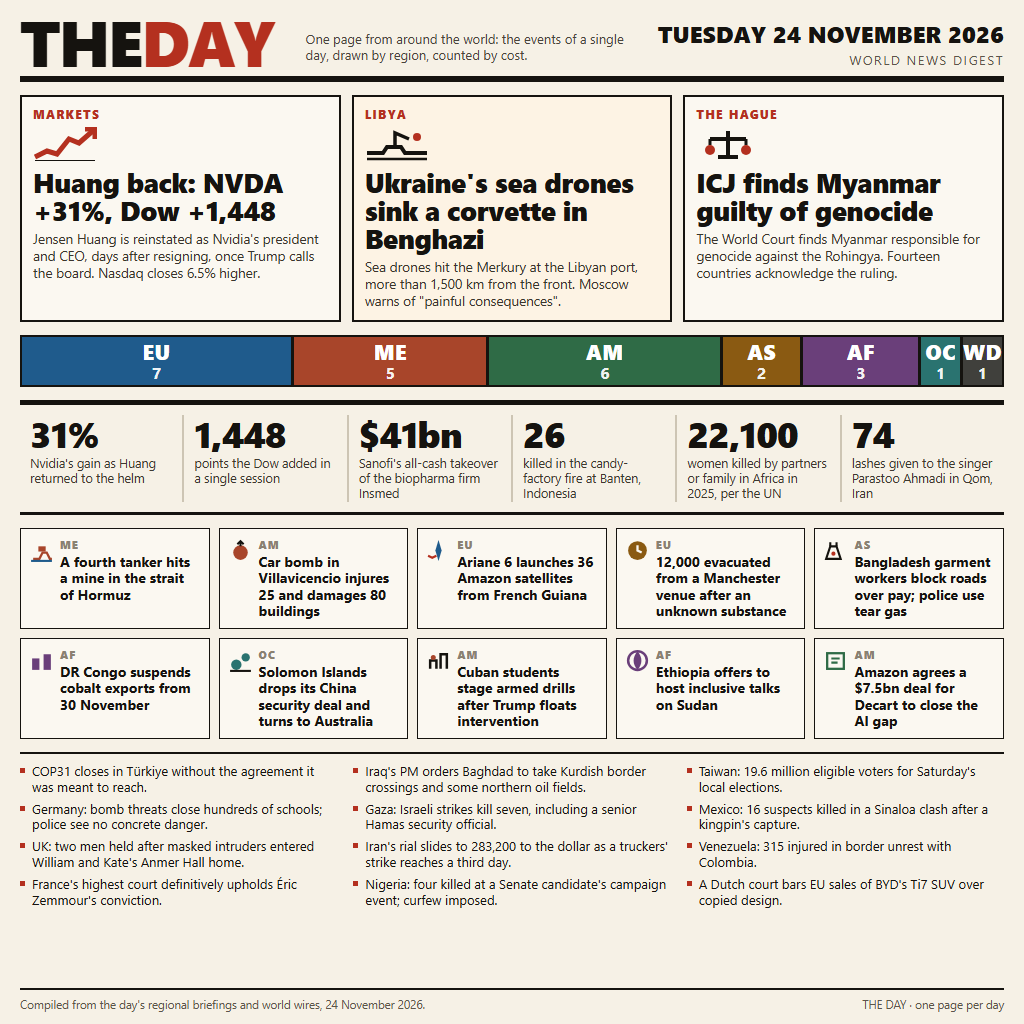 THEDAY
One page from around the world: the events of a single
day, drawn by region, counted by cost.
TUESDAY 24 NOVEMBER 2026
WORLD NEWS DIGEST
MARKETS
Huang back: NVDA
+31%, Dow +1,448
Jensen Huang is reinstated as Nvidia's president
and CEO, days after resigning, once Trump calls
the board. Nasdaq closes 6.5% higher.
LIBYA
Ukraine's sea drones
sink a corvette in
Benghazi
Sea drones hit the Merkury at the Libyan port,
more than 1,500 km from the front. Moscow
warns of "painful consequences".
THE HAGUE
ICJ finds Myanmar
guilty of genocide
The World Court finds Myanmar responsible for
genocide against the Rohingya. Fourteen
countries acknowledge the ruling.
EU
7
ME
5
AM
6
AS
2
AF
3
OC
1
WD
1
31%
Nvidia's gain as Huang
returned to the helm
1,448
points the Dow added in
a single session
$41bn
Sanofi's all-cash takeover
of the biopharma firm
Insmed
26
killed in the candy-
factory fire at Banten,
Indonesia
22,100
women killed by partners
or family in Africa in
2025, per the UN
74
lashes given to the singer
Parastoo Ahmadi in Qom,
Iran
ME
A fourth tanker hits
a mine in the strait
of Hormuz
AM
Car bomb in
Villavicencio injures
25 and damages 80
buildings
EU
Ariane 6 launches 36
Amazon satellites
from French Guiana
EU
12,000 evacuated
from a Manchester
venue after an
unknown substance
AS
Bangladesh garment
workers block roads
over pay; police use
tear gas
AF
DR Congo suspends
cobalt exports from
30 November
OC
Solomon Islands
drops its China
security deal and
turns to Australia
AM
Cuban students
stage armed drills
after Trump floats
intervention
AF
Ethiopia offers to
host inclusive talks
on Sudan
AM
Amazon agrees a
$7.5bn deal for
Decart to close the
AI gap
COP31 closes in Türkiye without the agreement it
was meant to reach.
Germany: bomb threats close hundreds of schools;
police see no concrete danger.
UK: two men held after masked intruders entered
William and Kate's Anmer Hall home.
France's highest court definitively upholds Éric
Zemmour's conviction.
Iraq's PM orders Baghdad to take Kurdish border
crossings and some northern oil fields.
Gaza: Israeli strikes kill seven, including a senior
Hamas security official.
Iran's rial slides to 283,200 to the dollar as a truckers'
strike reaches a third day.
Nigeria: four killed at a Senate candidate's campaign
event; curfew imposed.
Taiwan: 19.6 million eligible voters for Saturday's
local elections.
Mexico: 16 suspects killed in a Sinaloa clash after a
kingpin's capture.
Venezuela: 315 injured in border unrest with
Colombia.
A Dutch court bars EU sales of BYD's Ti7 SUV over
copied design.
Compiled from the day's regional briefings and world wires, 24 November 2026.
THE DAY · one page per day